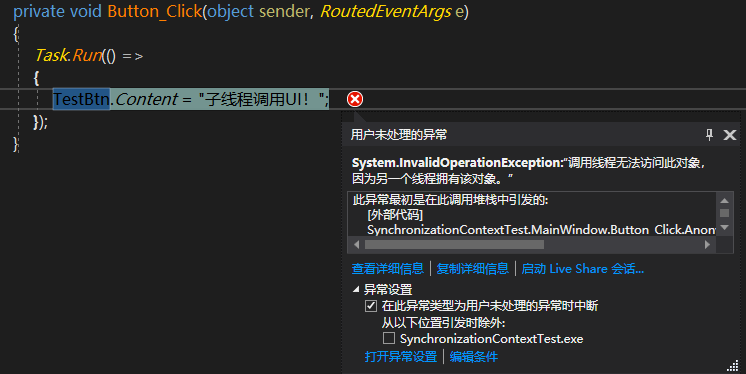 private void Button_Click(object sender, RoutedEventArgs e)
{
Task.Run(() =>
{
TestBtn.Content = "子线程调用UI！";
});
}
用户未处理的异常
System.InvalidOperationException:“调用线程无法访问此对象，
因为另一个线程拥有该对象。”
此异常最初是在此调用堆栈中引发的:
[外部代码]
SynchronizationContextTest.MainWindow.Button_Click.Anon
查看详细信息 | 复制详细信息 | 启动 Live Share 会话...
异常设置
在此异常类型为用户未处理的异常时中断
从以下位置引发时除外:
SynchronizationContextTest.exe
打开异常设置 | 编辑条件